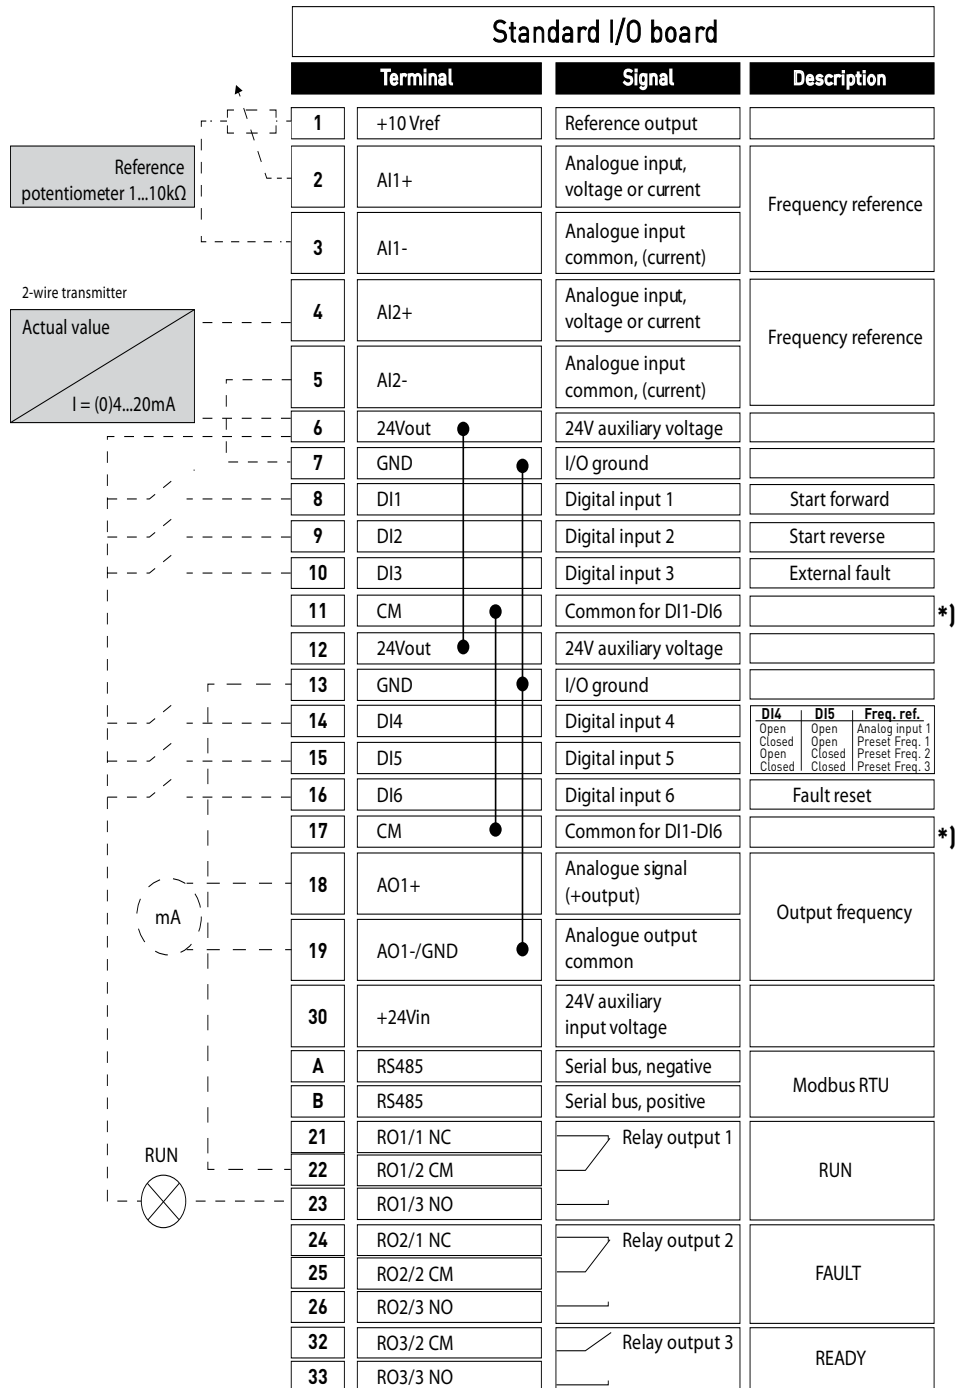 Standard I/O board
Terminal Signal Description
1 +10 Vref Reference output
Reference
potentiometer 1...10kΩ
2 AI1+ Analogue input,
voltage or current
Frequency reference
3 AI1- Analogue input
common, (current)
2-wire transmitter
Actual value
I = (0)4...20mA
4 AI2+ Analogue input,
voltage or current
Frequency reference
5 AI2- Analogue input
common, (current)
6 24Vout 24V auxiliary voltage
7 GND I/O ground
8 DI1 Digital input 1 Start forward
9 DI2 Digital input 2 Start reverse
10 DI3 Digital input 3 External fault
11 CM Common for DI1-DI6 *)
12 24Vout 24V auxiliary voltage
13 GND I/O ground
14 DI4 Digital input 4
DI4 DI5 Freq. ref.
Open Open Analog input 1
Closed Open Preset Freq. 1
Open Closed Preset Freq. 2
Closed Closed Preset Freq. 3
15 DI5 Digital input 5
16 DI6 Digital input 6 Fault reset
17 CM Common for DI1-DI6 *)
mA
18 AO1+ Analogue signal
(+output)
Output frequency
19 AO1-/GND Analogue output
common
30 +24Vin 24V auxiliary
input voltage
A RS485 Serial bus, negative
Modbus RTU
B RS485 Serial bus, positive
21 RO1/1 NC Relay output 1
RUN
22 RO1/2 CM RUN
23 RO1/3 NO
24 RO2/1 NC Relay output 2
25 RO2/2 CM FAULT
26 RO2/3 NO
32 RO3/2 CM Relay output 3
READY
33 RO3/3 NO